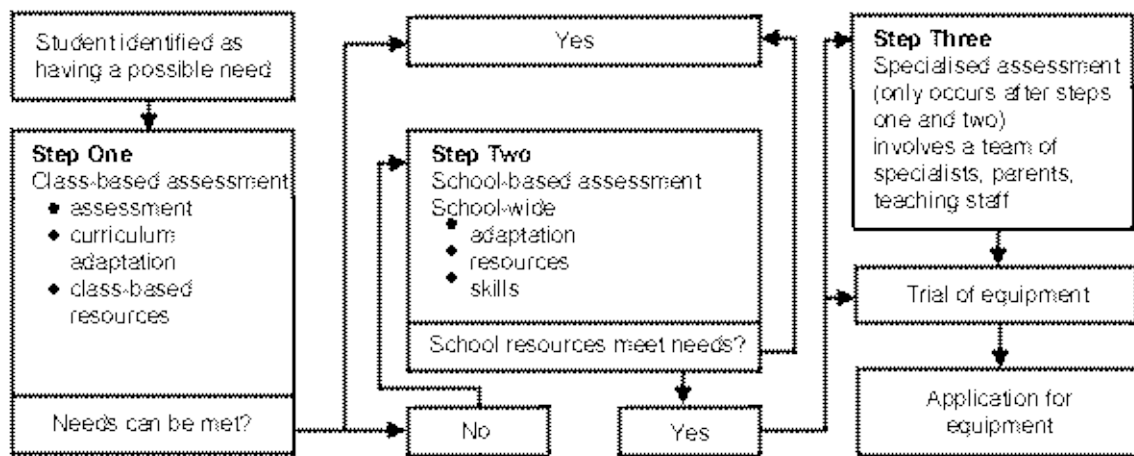 Student identified as
having a possible need
Step One
Class-based assessment
• assessment
• curriculum
adaptation
• class-based
resources
Needs can be met?
Yes
Step Two
School-based assessment
School-wide
• adaptation
• resources
• skills
School resources meet needs?
No
Yes
Step Three
Specialised assessment
(only occurs after steps
one and two)
involves a team of
specialists, parents,
teaching staff
Trial of equipment
Application for
equipment